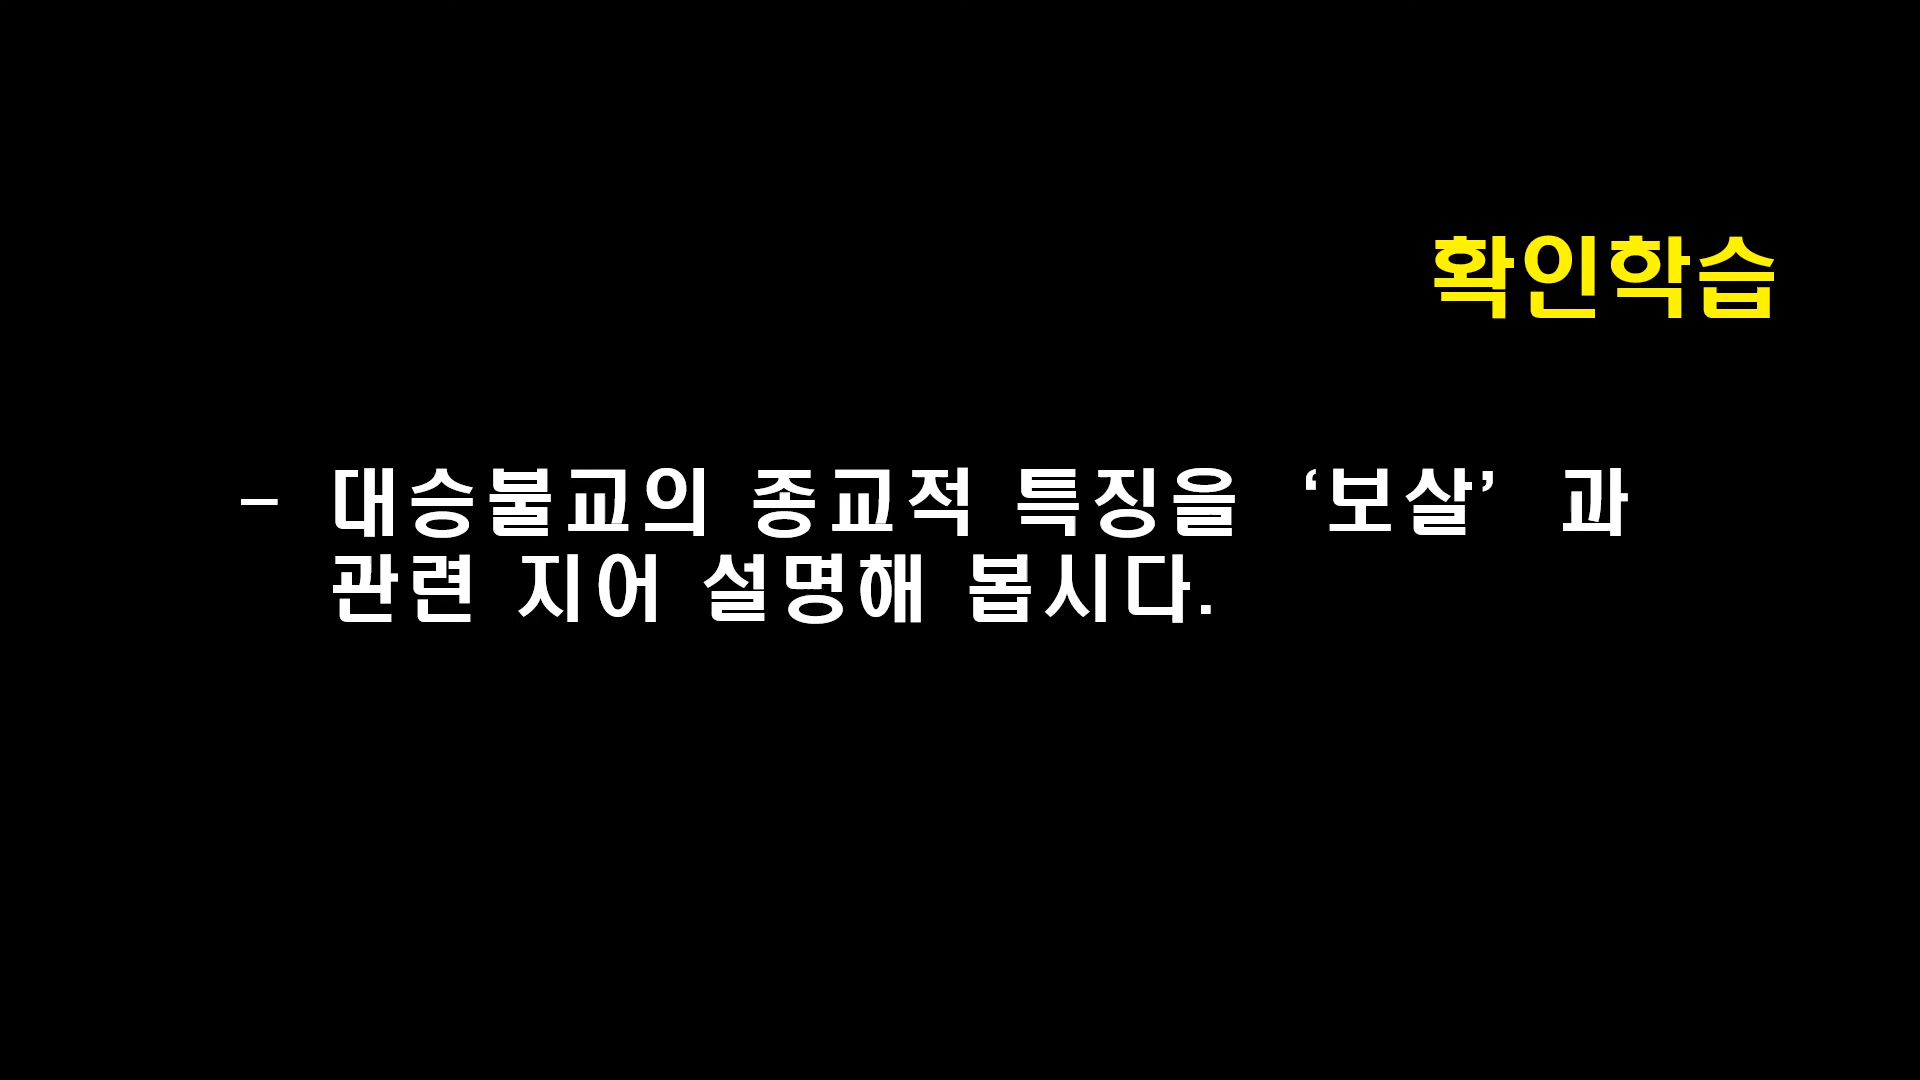 확인학습
- 대승불교의 종교적 특징을 ‘보살’ 과
관련 지어 설명해 봅시다.